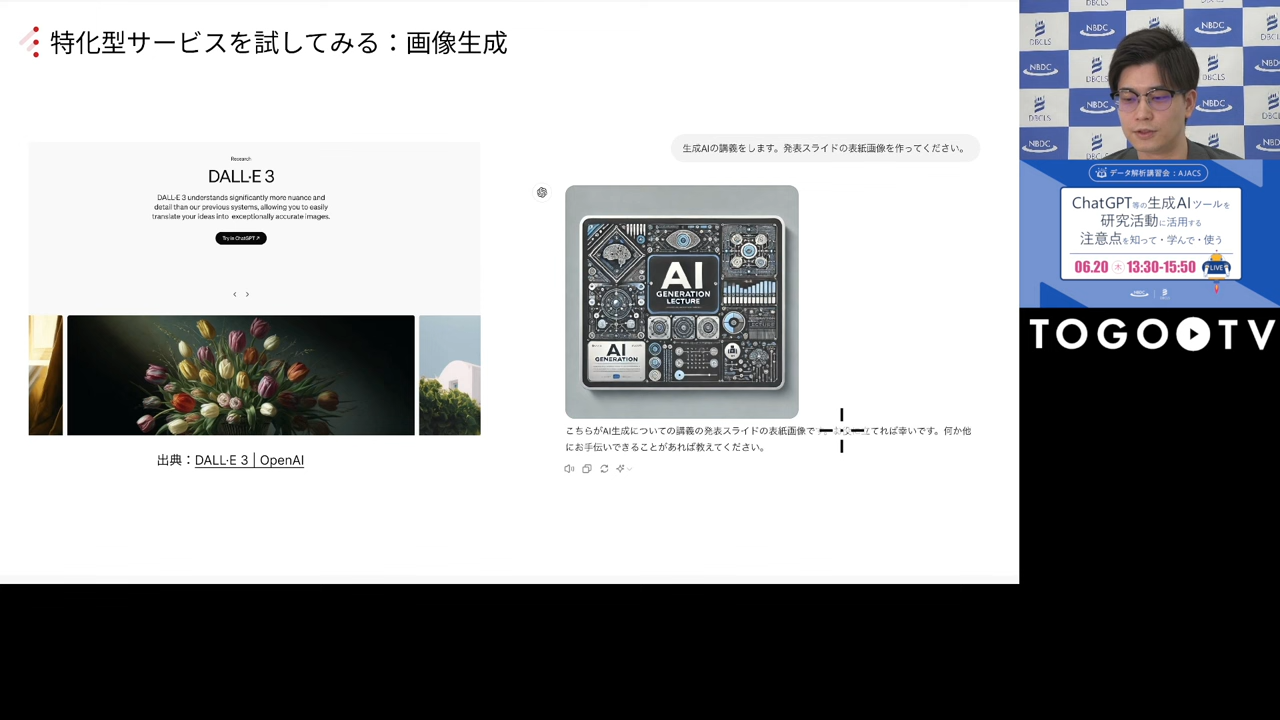 特化型サービスを試してみる：画像生成
Research
DALL·E 3
DALL·E 3 understands significantly more nuance and
detail than our previous systems, allowing you to easily
translate your ideas into exceptionally accurate images.
Try in ChatGPT ↗
出典：DALL·E 3 | OpenAI
生成AIの講義をします。発表スライドの表紙画像を作ってください。
AI
GENERATION
LECTURE
AI
GENERATION
こちらがAI生成についての講義の発表スライドの表紙画像で
てれば幸いです。何か他
にお手伝いできることがあれば教えてください。
NBDC
DBCLS
データ解析講習会：AJACS
ChatGPT等の生成AIツールを
研究活動に活用する
注意点を知って・学んで・使う
06.20 木 13:30-15:50
LIVE
NBDC
TOGO TV